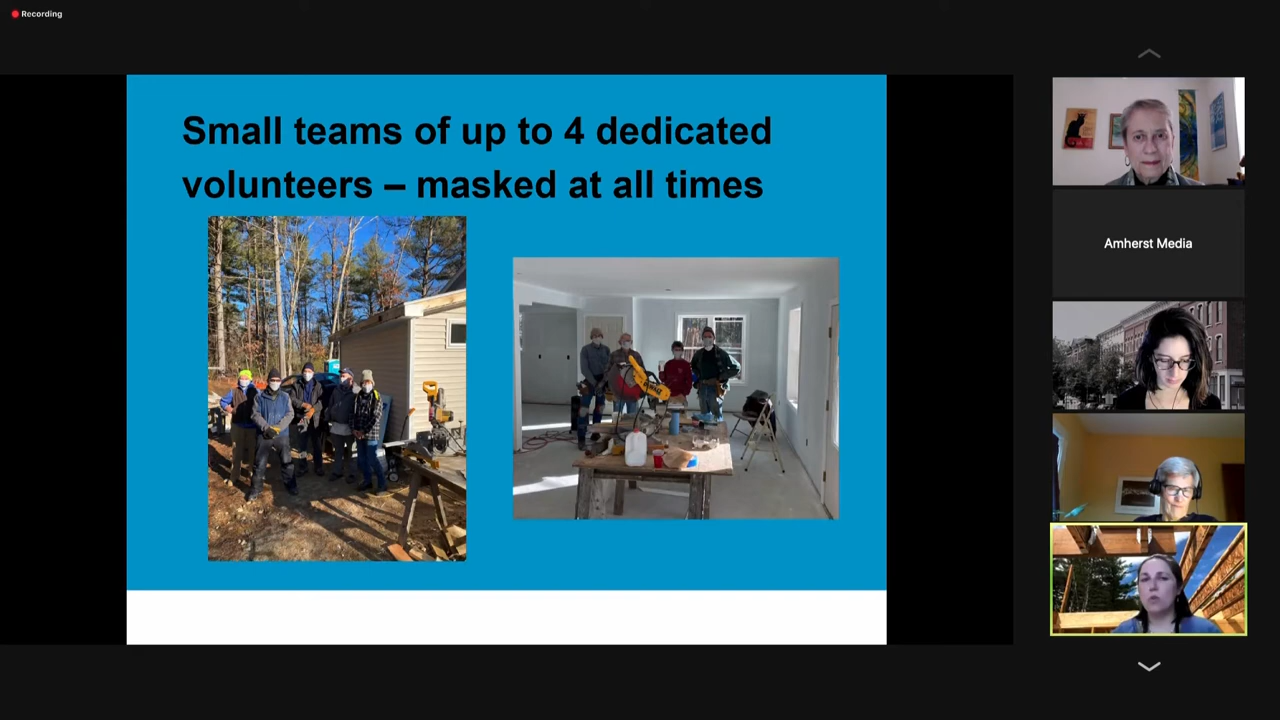 Recording
Small teams of up to 4 dedicated
volunteers – masked at all times
Amherst Media